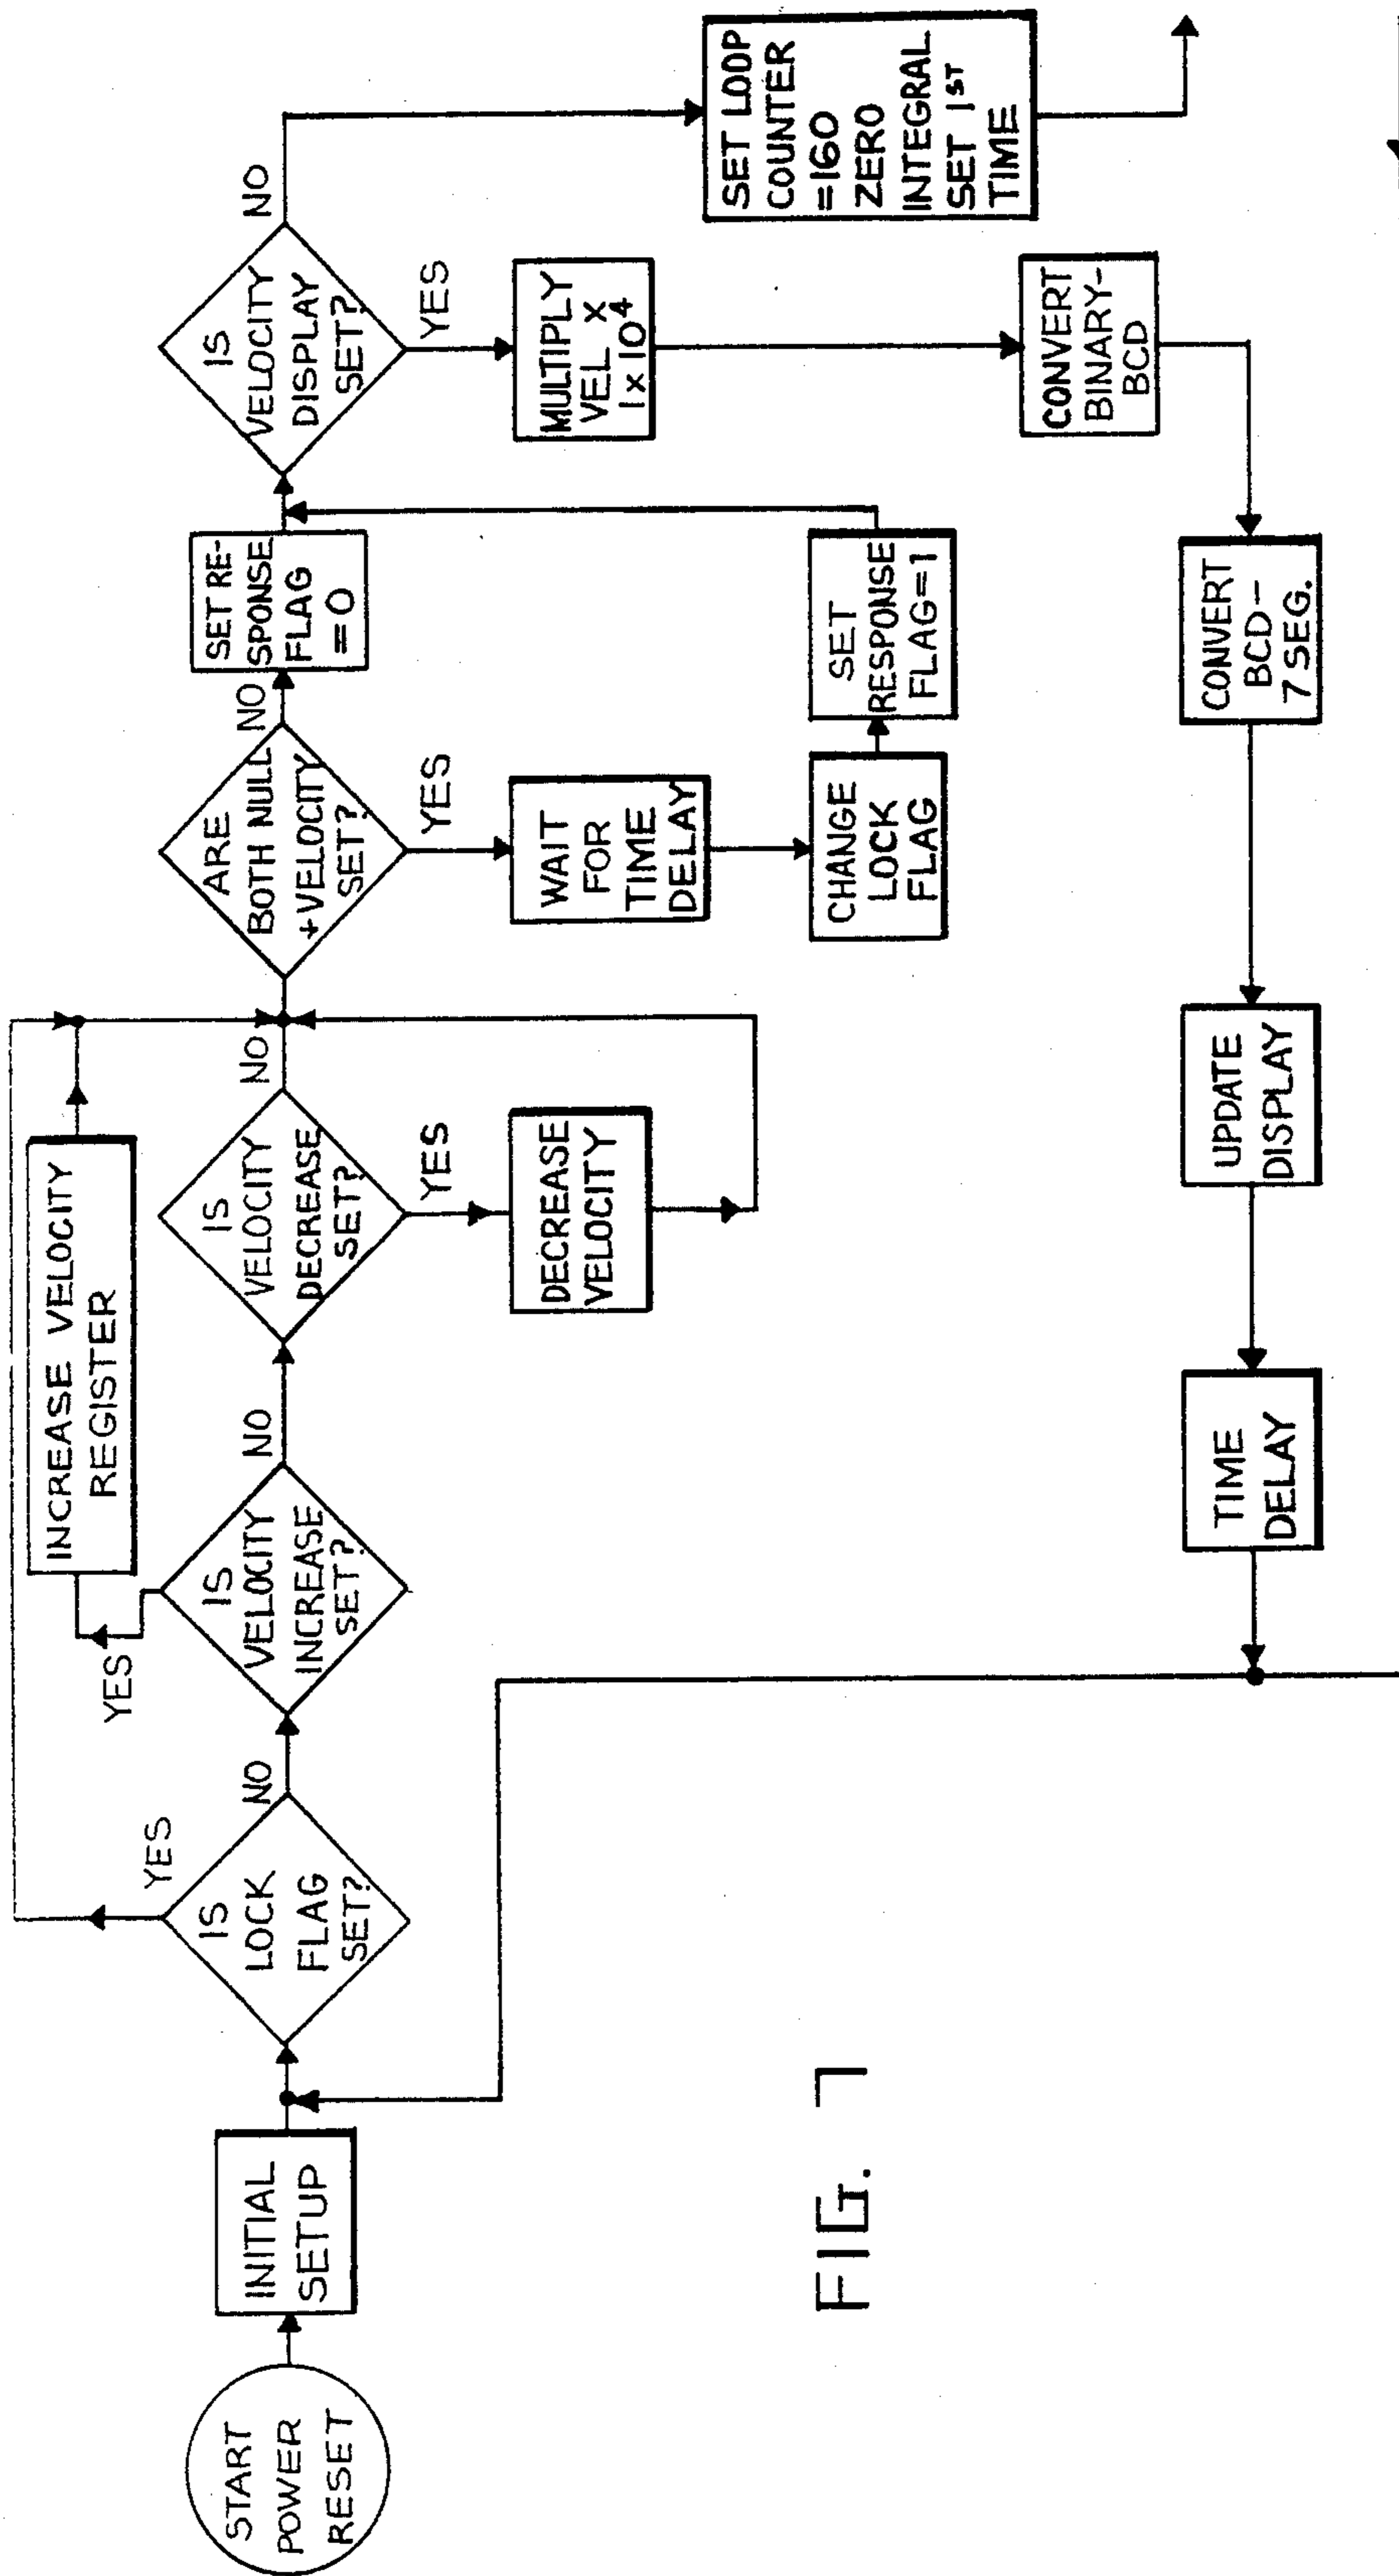 START
POWER
RESET
INITIAL
SETUP
IS
LOCK
FLAG
SET?
YES
NO
IS
VELOCITY
INCREASE
SET?
YES
NO
INCREASE VELOCITY
REGISTER
IS
VELOCITY
DECREASE
SET?
NO
YES
DECREASE
VELOCITY
ARE
BOTH NULL
+VELOCITY
SET?
NO
YES
WAIT
FOR
TIME
DELAY
CHANGE
LOCK
FLAG
SET
RESPONSE
FLAG=1
SET RE-
SPONSE
FLAG
=0
IS
VELOCITY
DISPLAY
SET?
NO
YES
MULTIPLY
VEL X
1 x 10⁴
SET LOOP
COUNTER
=160
ZERO
INTEGRAL
SET 1ST
TIME
CONVERT
BINARY-
BCD
CONVERT
BCD-
7 SEG.
UPDATE
DISPLAY
TIME
DELAY
FIG. 7